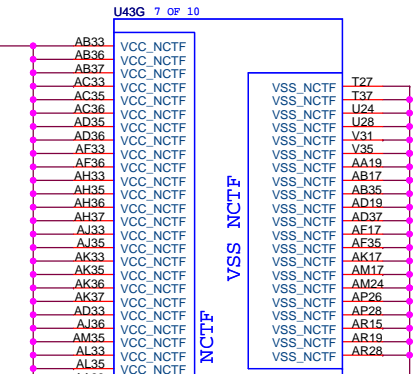 U43G 7 OF 10
AB33 VCC_NCTF
AB36 VCC_NCTF
AB37 VCC_NCTF
AC33 VCC_NCTF
AC35 VCC_NCTF
AC36 VCC_NCTF
AD35 VCC_NCTF
AD36 VCC_NCTF
AF33 VCC_NCTF
AF36 VCC_NCTF
AH33 VCC_NCTF
AH35 VCC_NCTF
AH36 VCC_NCTF
AH37 VCC_NCTF
AJ33 VCC_NCTF
AJ35 VCC_NCTF
AK33 VCC_NCTF
AK35 VCC_NCTF
AK36 VCC_NCTF
AK37 VCC_NCTF
AD33 VCC_NCTF
AJ36 VCC_NCTF
AM35 VCC_NCTF
AL33 VCC_NCTF
AL35 VCC_NCTF
NCTF
VSS NCTF
VSS_NCTF T27
VSS_NCTF T37
VSS_NCTF U24
VSS_NCTF U28
VSS_NCTF V31
VSS_NCTF V35
VSS_NCTF AA19
VSS_NCTF AB17
VSS_NCTF AB35
VSS_NCTF AD19
VSS_NCTF AD37
VSS_NCTF AF17
VSS_NCTF AF35
VSS_NCTF AK17
VSS_NCTF AM17
VSS_NCTF AM24
VSS_NCTF AP26
VSS_NCTF AP28
VSS_NCTF AR15
VSS_NCTF AR19
VSS_NCTF AR28